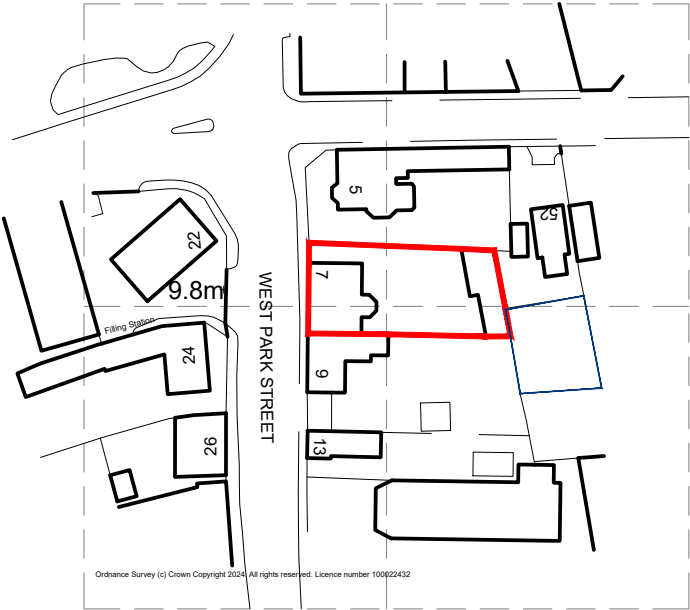 5
52
22
7
9.8m
WEST PARK STREET
Filling Station
24
9
26
13
Ordnance Survey (c) Crown Copyright 2024. All rights reserved. Licence number 100022432